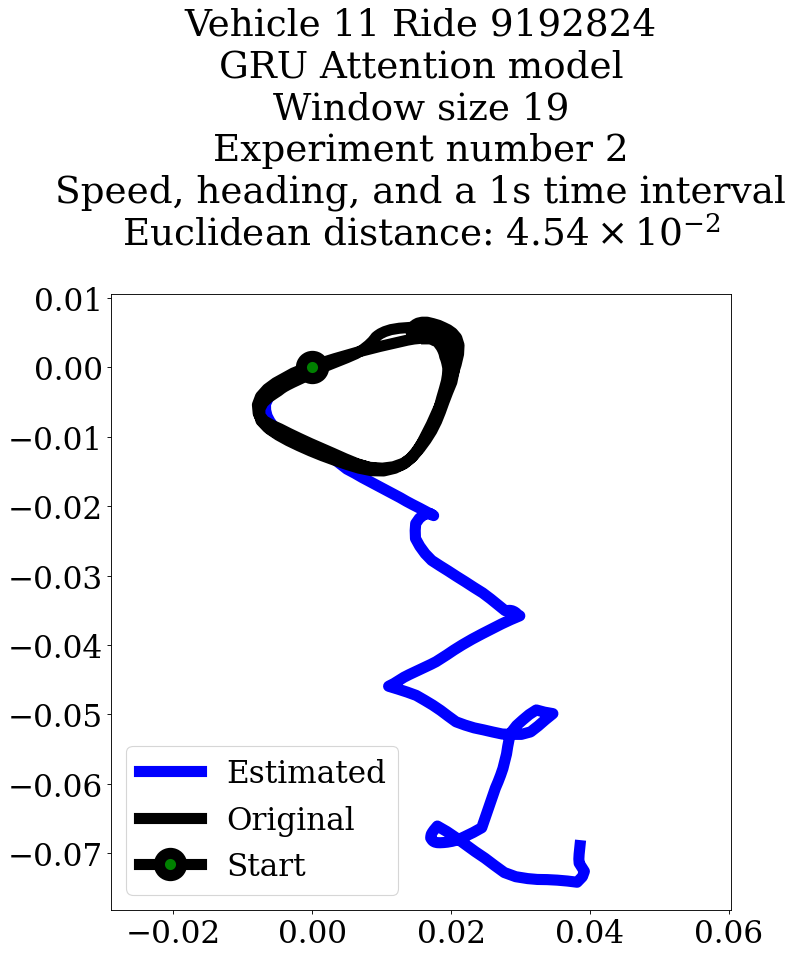 Vehicle 11 Ride 9192824
GRU Attention model
Window size 19
Experiment number 2
Speed, heading, and a 1s time interval
Euclidean distance: 4.54 × 10⁻²
0.01
0.00
−0.01
−0.02
−0.03
−0.04
−0.05
−0.06
−0.07
Estimated
Original
Start
−0.02 0.00 0.02 0.04 0.06